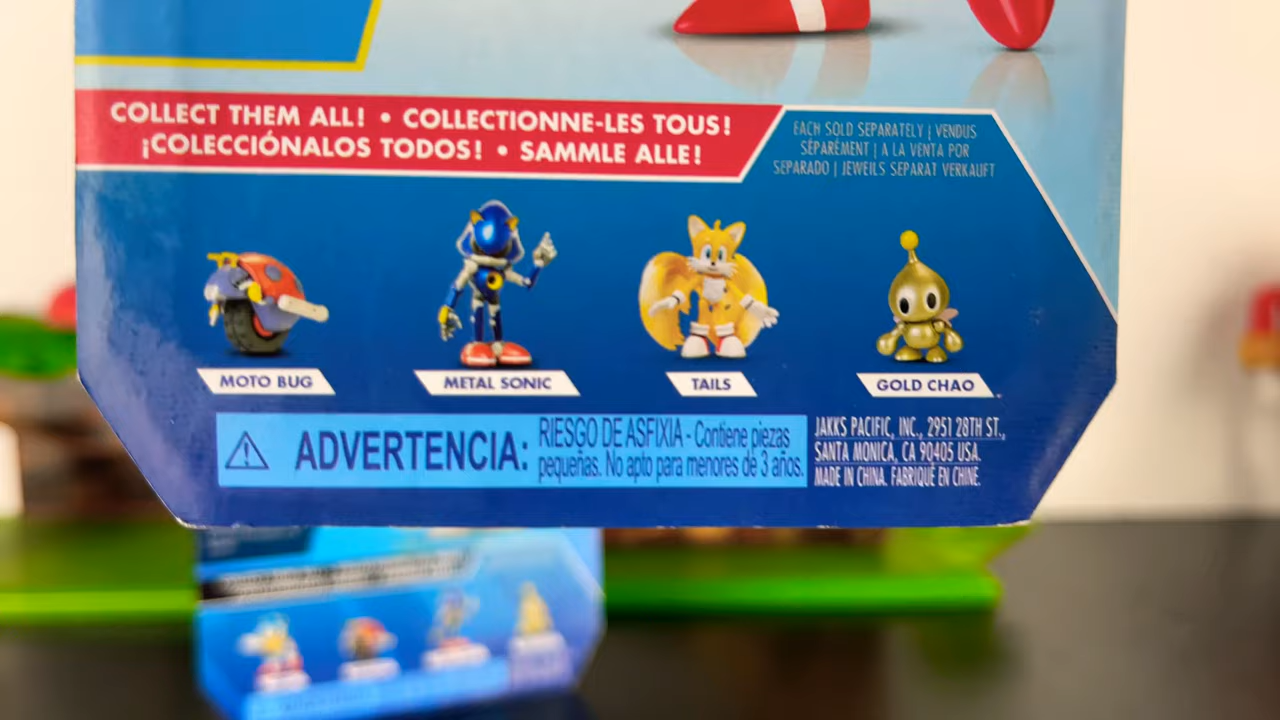 COLLECT THEM ALL! • COLLECTIONNE-LES TOUS!
¡COLECCIÓNALOS TODOS! • SAMMLE ALLE!
EACH SOLD SEPARATELY | VENDUS
SÉPARÉMENT | A LA VENTA POR
SEPARADO | JEWEILS SEPARAT VERKAUFT
MOTO BUG
METAL SONIC
TAILS
GOLD CHAO
ADVERTENCIA: RIESGO DE ASFIXIA - Contiene piezas
pequeñas. No apto para menores de 3 años.
JAKKS PACIFIC, INC., 2951 28TH ST.,
SANTA MONICA, CA 90405 USA.
MADE IN CHINA. FABRIQUÉ EN CHINE.